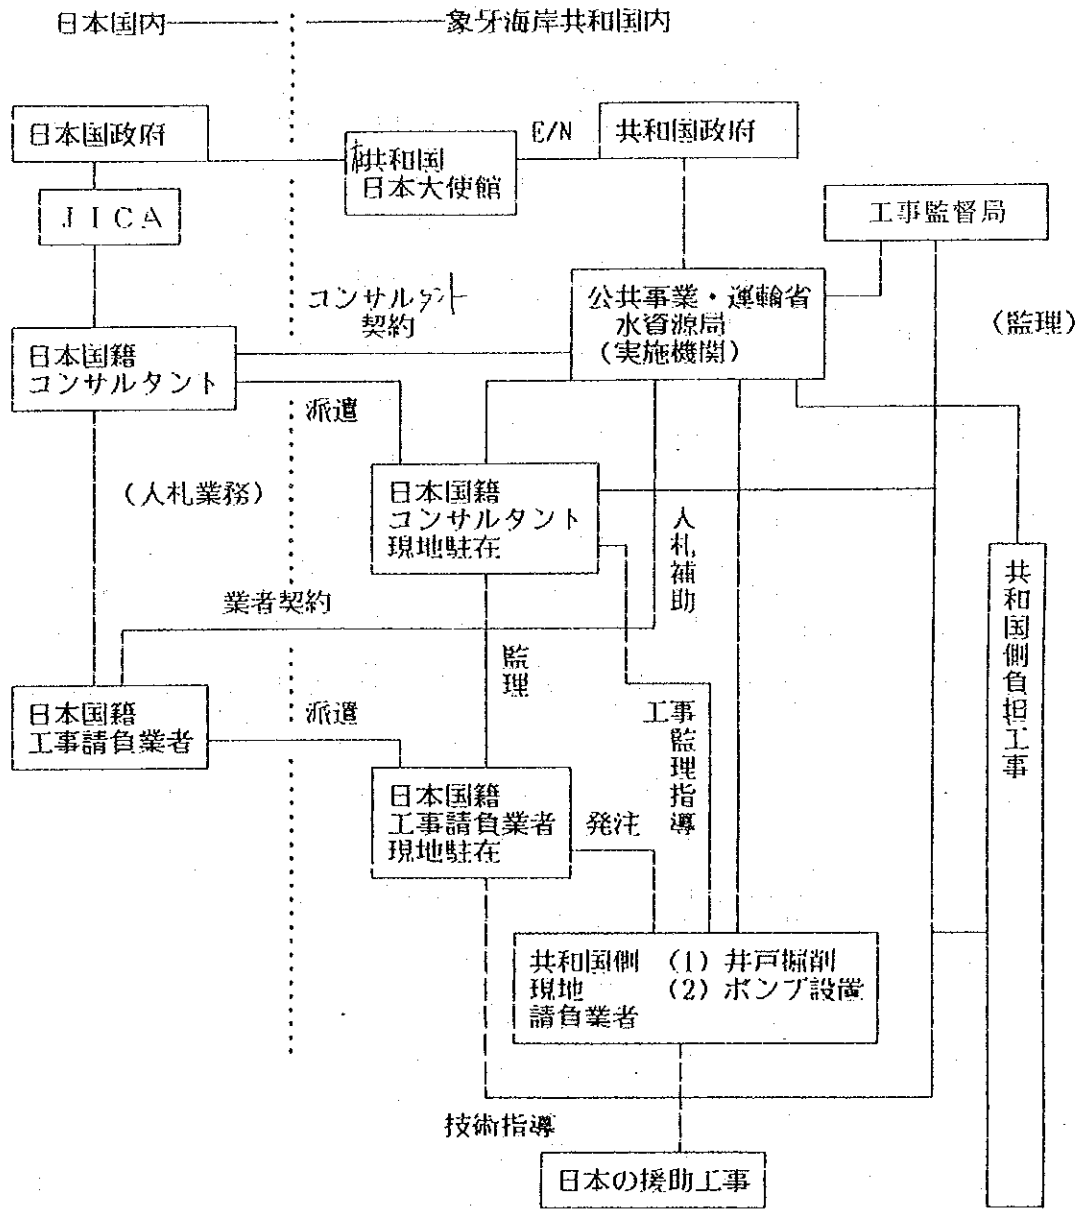 日本国内
象牙海岸共和国内
日本国政府
在共和国
日本大使館
E/N
共和国政府
JICA
工事監督局
コンサルタント
契約
公共事業・運輸省
水資源局
(実施機関)
(監理)
日本国籍
コンサルタント
派遣
(入札業務)
日本国籍
コンサルタント
現地駐在
入札補助
共和国側負担工事
業者契約
監理
日本国籍
工事請負業者
派遣
工事監理指導
日本国籍
工事請負業者
現地駐在
発注
共和国側 (1) 井戸掘削
現地 (2) ポンプ設置
請負業者
技術指導
日本の援助工事